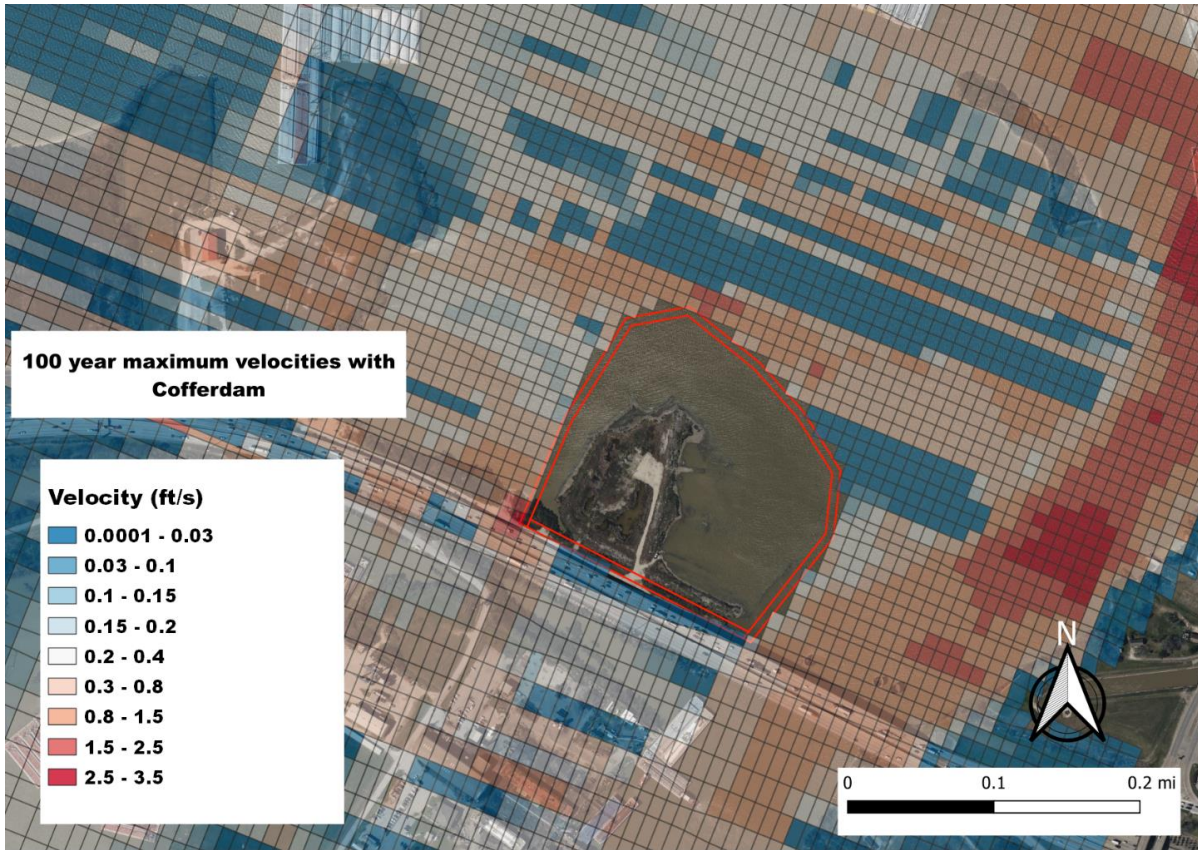 100 year maximum velocities with
Cofferdam
Velocity (ft/s)
0.0001 - 0.03
0.03 - 0.1
0.1 - 0.15
0.15 - 0.2
0.2 - 0.4
0.3 - 0.8
0.8 - 1.5
1.5 - 2.5
2.5 - 3.5
N
0 0.1 0.2 mi